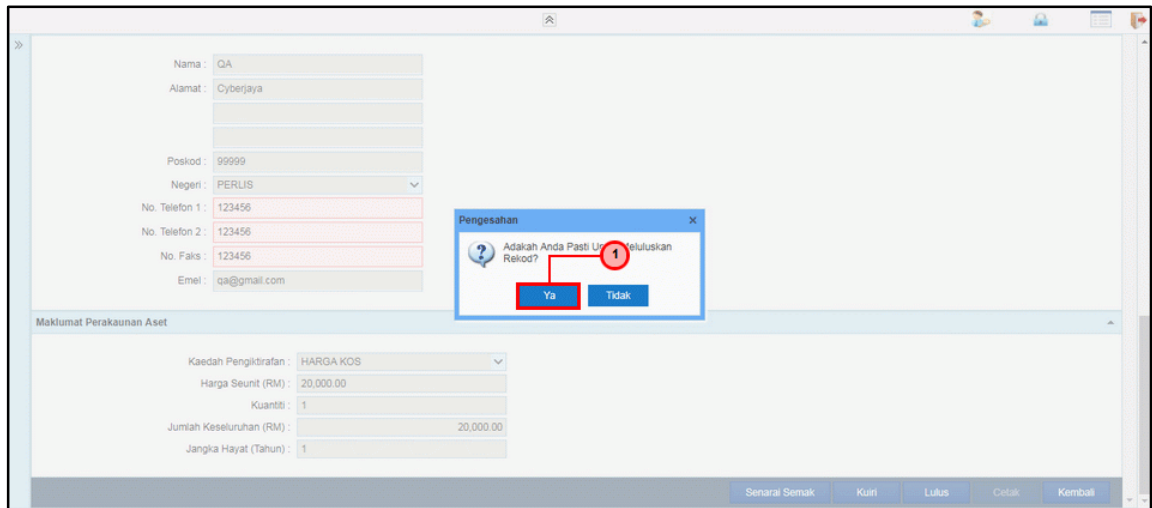 Nama : QA
Alamat : Cyberjaya
Poskod : 99999
Negeri : PERLIS
No. Telefon 1 : 123456
No. Telefon 2 : 123456
No. Faks : 123456
Emel : qa@gmail.com
Pengesahan
Adakah Anda Pasti Meluluskan
Rekod?
1
Ya Tidak
Maklumat Perakaunan Aset
Kaedah Pengiktirafan : HARGA KOS
Harga Seunit (RM) : 20,000.00
Kuantiti : 1
Jumlah Keseluruhan (RM) : 20,000.00
Jangka Hayat (Tahun) : 1
Senarai Semak Kuiri Lulus Cetak Kembali